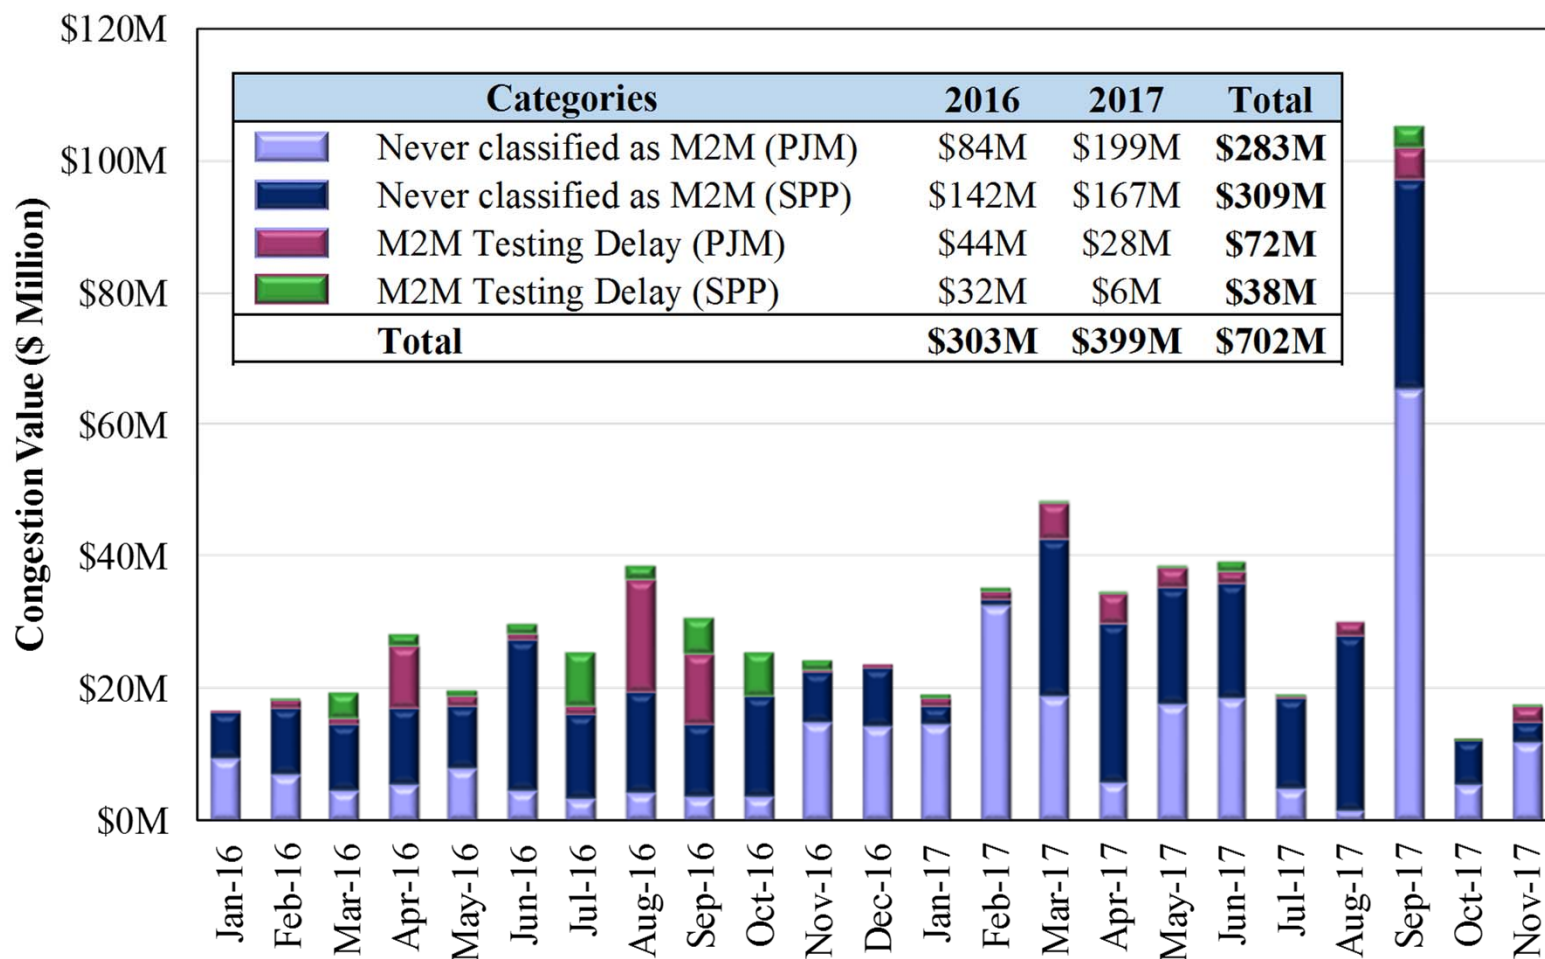 $120M
$100M
$80M
$60M
$40M
$20M
$0M
Congestion Value ($ Million)
Categories 2016 2017 Total
Never classified as M2M (PJM) $84M $199M $283M
Never classified as M2M (SPP) $142M $167M $309M
M2M Testing Delay (PJM) $44M $28M $72M
M2M Testing Delay (SPP) $32M $6M $38M
Total $303M $399M $702M
Jan-16
Feb-16
Mar-16
Apr-16
May-16
Jun-16
Jul-16
Aug-16
Sep-16
Oct-16
Nov-16
Dec-16
Jan-17
Feb-17
Mar-17
Apr-17
May-17
Jun-17
Jul-17
Aug-17
Sep-17
Oct-17
Nov-17